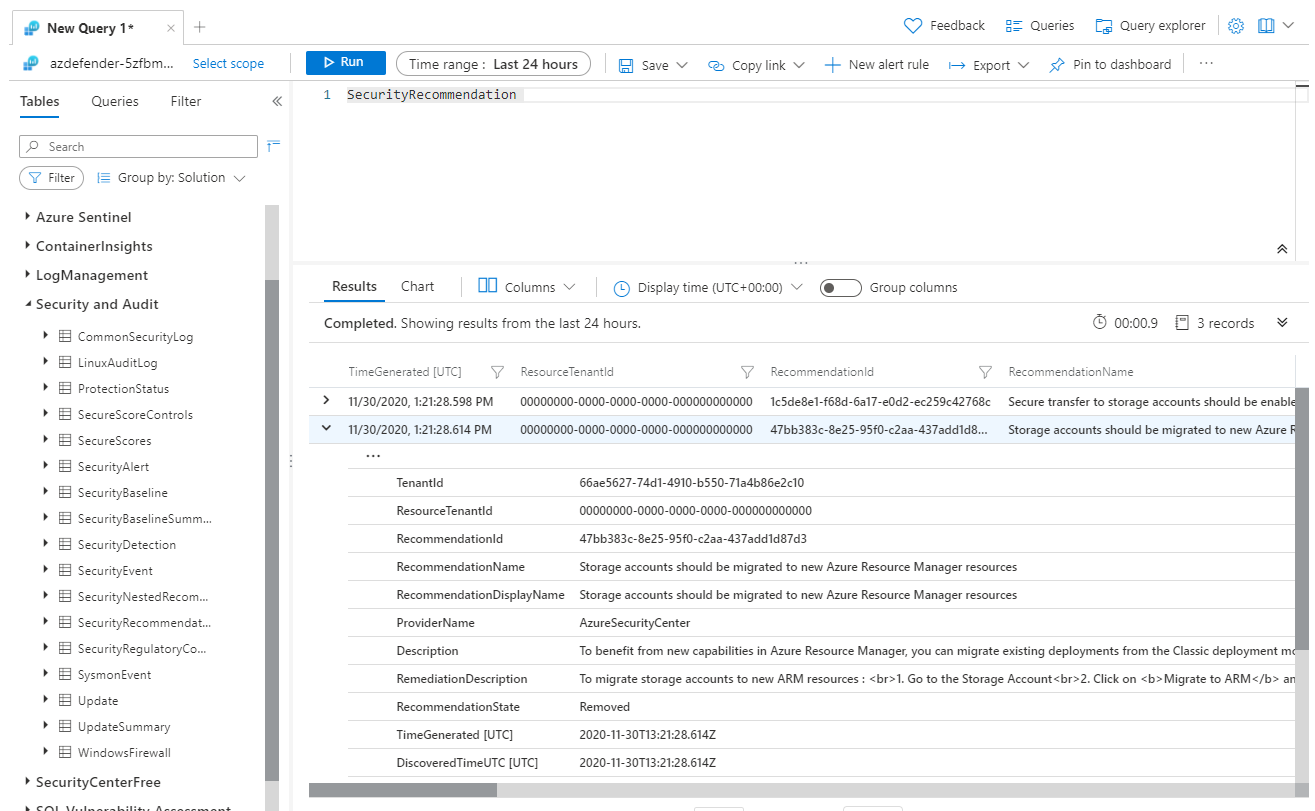 New Query 1*
Feedback
Queries
Query explorer
azdefender-5zfbm...
Select scope
Run
Time range : Last 24 hours
Save
Copy link
New alert rule
Export
Pin to dashboard
...
Tables
Queries
Filter
1 SecurityRecommendation
Search
Filter
Group by: Solution
Azure Sentinel
ContainerInsights
LogManagement
Security and Audit
CommonSecurityLog
LinuxAuditLog
ProtectionStatus
SecureScoreControls
SecureScores
SecurityAlert
SecurityBaseline
SecurityBaselineSumm...
SecurityDetection
SecurityEvent
SecurityNestedRecom...
SecurityRecommendat...
SecurityRegulatoryCo...
SysmonEvent
Update
UpdateSummary
WindowsFirewall
SecurityCenterFree
SQL Vulnerability Assessment
Results
Chart
Columns
Display time (UTC+00:00)
Group columns
Completed. Showing results from the last 24 hours.
00:00.9
3 records
TimeGenerated [UTC] ResourceTenantId RecommendationId RecommendationName
11/30/2020, 1:21:28.598 PM 00000000-0000-0000-0000-000000000000 1c5de8e1-f68d-6a17-e0d2-ec259c42768c Secure transfer to storage accounts should be enable
11/30/2020, 1:21:28.614 PM 00000000-0000-0000-0000-000000000000 47bb383c-8e25-95f0-c2aa-437add1d8... Storage accounts should be migrated to new Azure R
...
TenantId 66ae5627-74d1-4910-b550-71a4b86e2c10
ResourceTenantId 00000000-0000-0000-0000-000000000000
RecommendationId 47bb383c-8e25-95f0-c2aa-437add1d87d3
RecommendationName Storage accounts should be migrated to new Azure Resource Manager resources
RecommendationDisplayName Storage accounts should be migrated to new Azure Resource Manager resources
ProviderName AzureSecurityCenter
Description To benefit from new capabilities in Azure Resource Manager, you can migrate existing deployments from the Classic deployment mo
RemediationDescription To migrate storage accounts to new ARM resources : <br>1. Go to the Storage Account<br>2. Click on <b>Migrate to ARM</b> an
RecommendationState Removed
TimeGenerated [UTC] 2020-11-30T13:21:28.614Z
DiscoveredTimeUTC [UTC] 2020-11-30T13:21:28.614Z